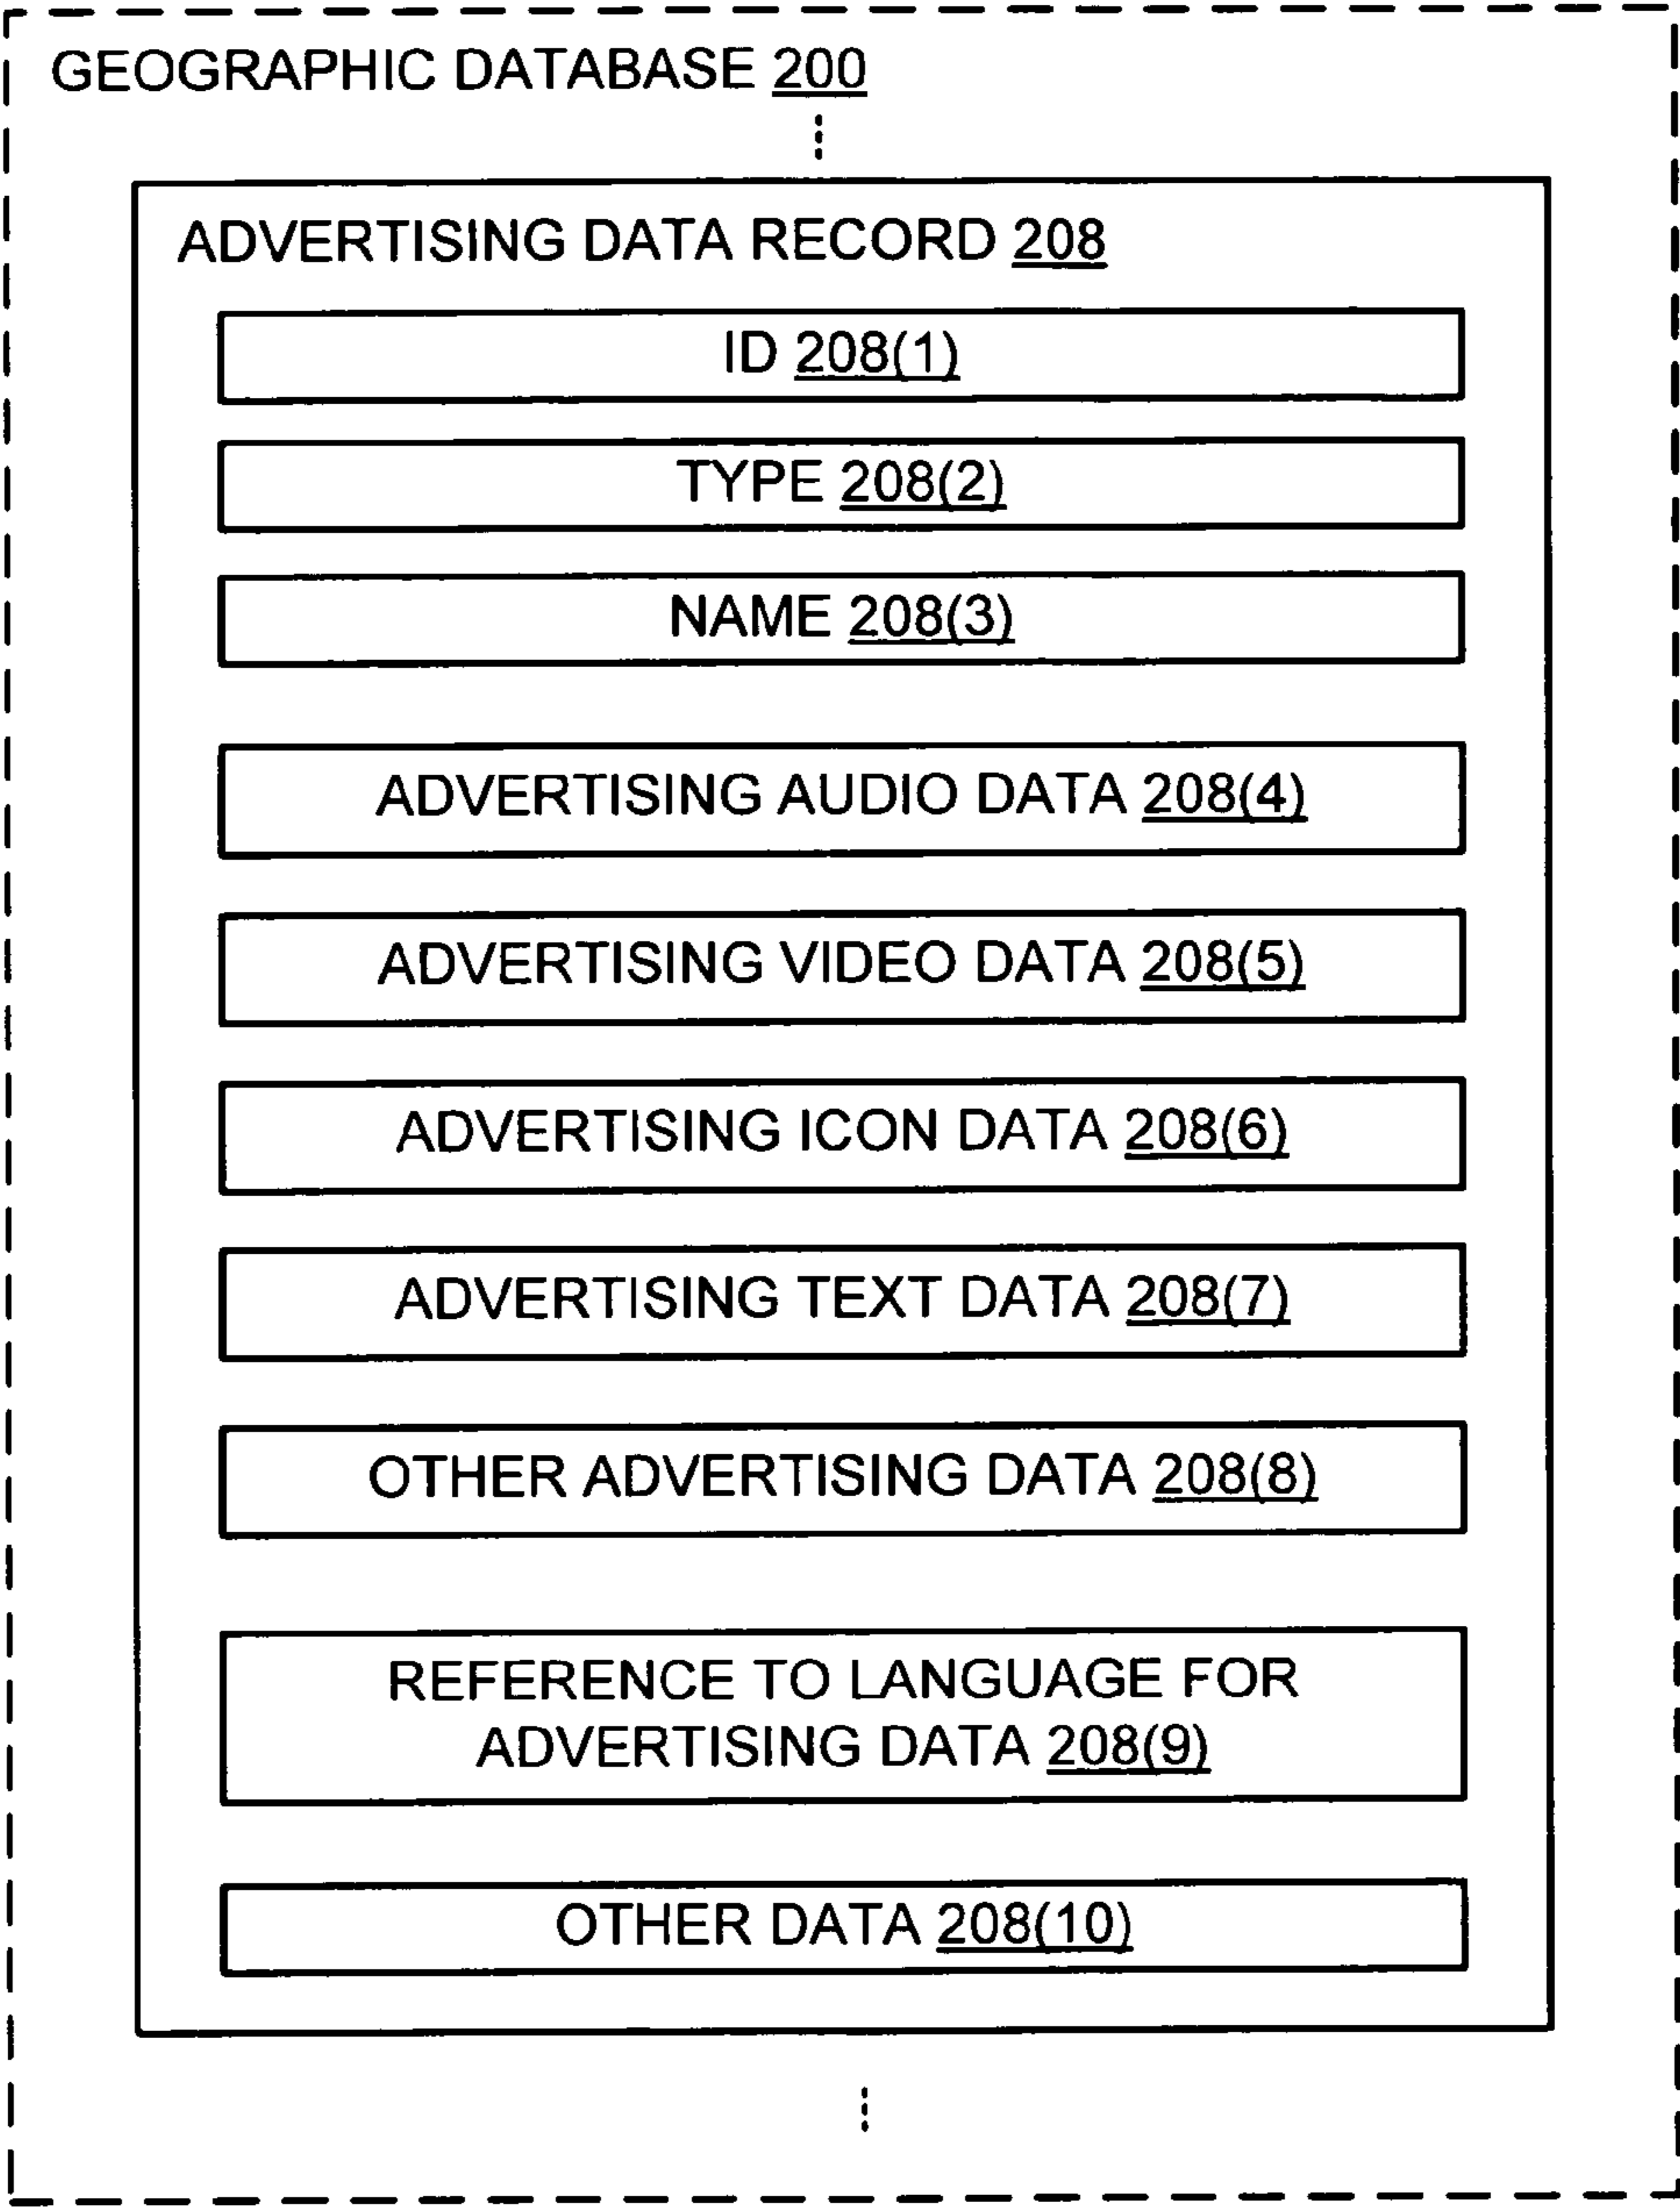 GEOGRAPHIC DATABASE 200
ADVERTISING DATA RECORD 208
ID 208(1)
TYPE 208(2)
NAME 208(3)
ADVERTISING AUDIO DATA 208(4)
ADVERTISING VIDEO DATA 208(5)
ADVERTISING ICON DATA 208(6)
ADVERTISING TEXT DATA 208(7)
OTHER ADVERTISING DATA 208(8)
REFERENCE TO LANGUAGE FOR
ADVERTISING DATA 208(9)
OTHER DATA 208(10)